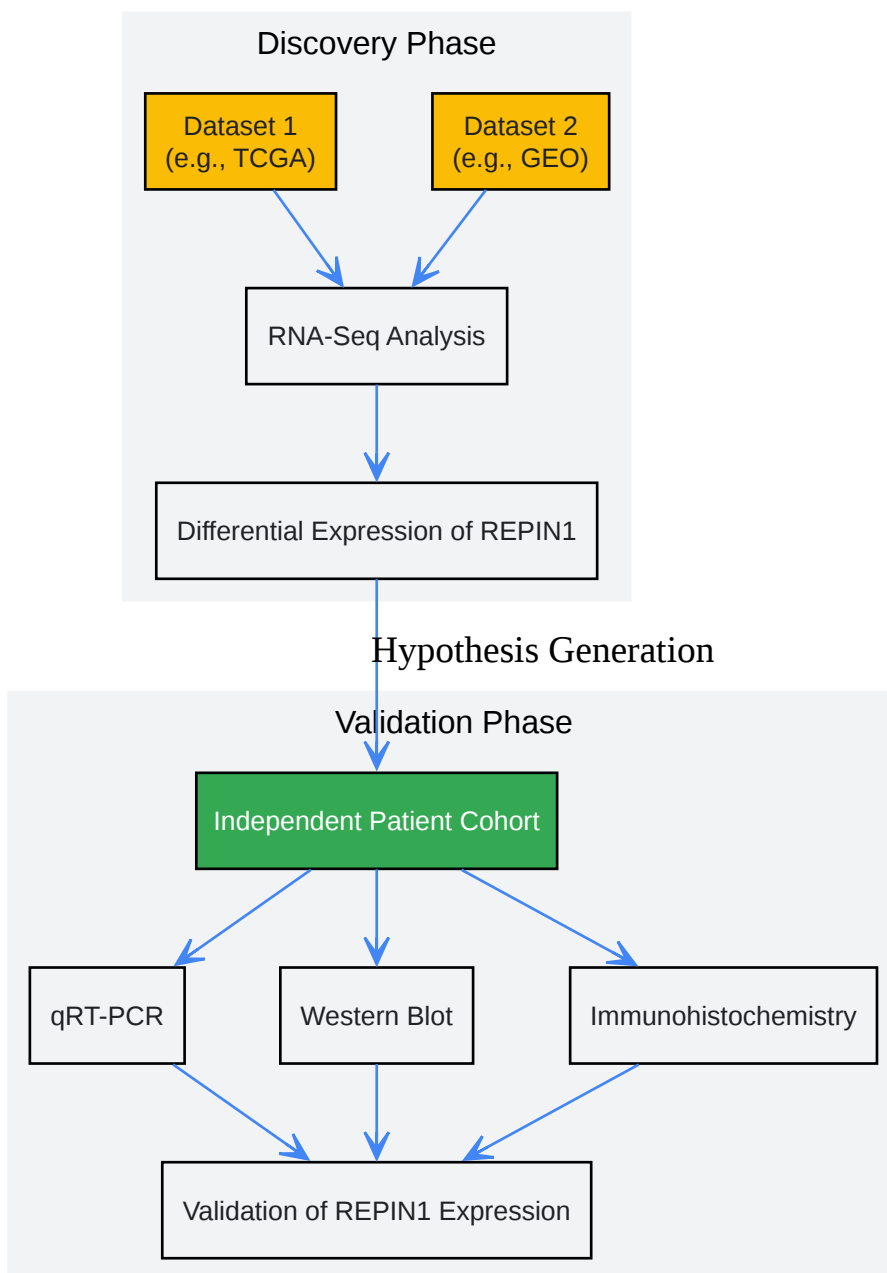 Discovery Phase
Dataset 1
(e.g., TCGA)
Dataset 2
(e.g., GEO)
RNA-Seq Analysis
Differential Expression of REPIN1
Hypothesis Generation
Validation Phase
Independent Patient Cohort
qRT-PCR
Western Blot
Immunohistochemistry
Validation of REPIN1 Expression